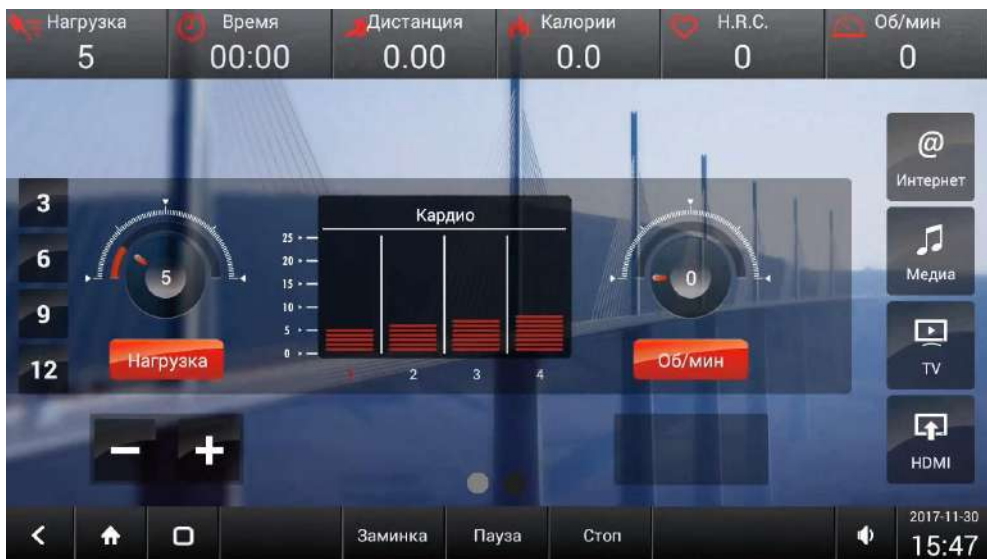 Нагрузка
5
Время
00:00
Дистанция
0.00
Калории
0.0
H.R.C.
0
Об/мин
0
@
Интернет
Медиа
TV
HDMI
3
6
9
12
5
Нагрузка
Кардио
25
20
15
10
5
0
1 2 3 4
0
Об/мин
− +
Заминка Пауза Стоп
2017-11-30
15:47